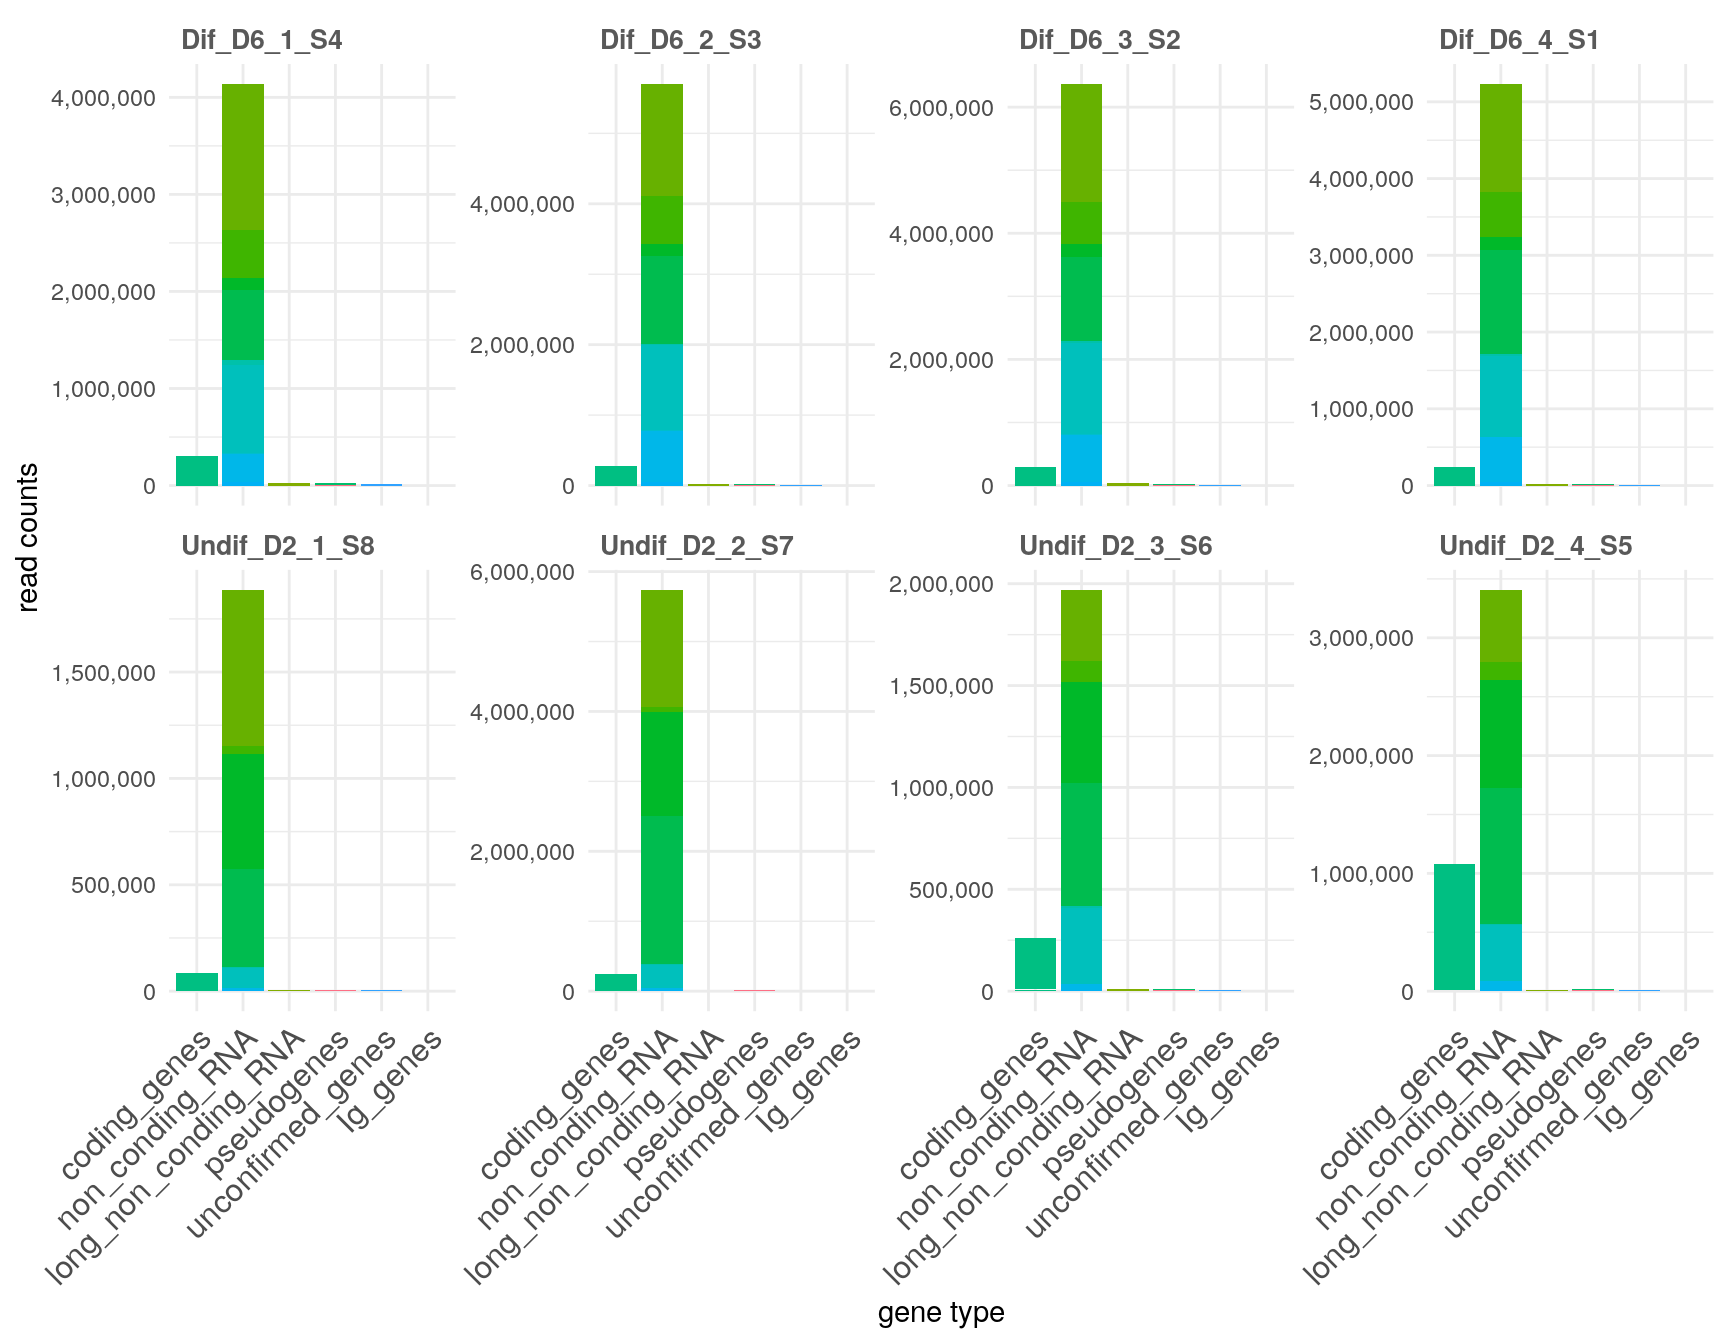 Dif_D6_1_S4
Dif_D6_2_S3
Dif_D6_3_S2
Dif_D6_4_S1
4,000,000
3,000,000
2,000,000
1,000,000
0
4,000,000
2,000,000
0
6,000,000
4,000,000
2,000,000
0
5,000,000
4,000,000
3,000,000
2,000,000
1,000,000
0
read counts
Undif_D2_1_S8
Undif_D2_2_S7
Undif_D2_3_S6
Undif_D2_4_S5
1,500,000
1,000,000
500,000
0
6,000,000
4,000,000
2,000,000
0
2,000,000
1,500,000
1,000,000
500,000
0
3,000,000
2,000,000
1,000,000
0
coding_genes
non_conding_RNA
long_non_conding_RNA
pseudogenes
unconfirmed_genes
Ig_genes
coding_genes
non_conding_RNA
long_non_conding_RNA
pseudogenes
unconfirmed_genes
Ig_genes
coding_genes
non_conding_RNA
long_non_conding_RNA
pseudogenes
unconfirmed_genes
Ig_genes
coding_genes
non_conding_RNA
long_non_conding_RNA
pseudogenes
unconfirmed_genes
Ig_genes
gene type